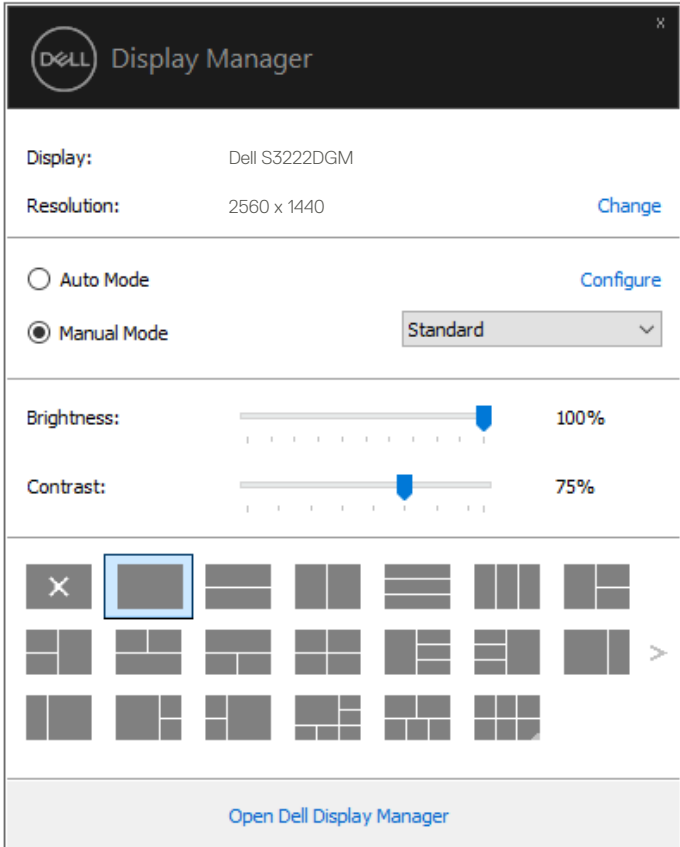 x
DELL Display Manager
Display: Dell S3222DGM
Resolution: 2560 x 1440 Change
Auto Mode Configure
Manual Mode Standard
Brightness: 100%
Contrast: 75%
Open Dell Display Manager